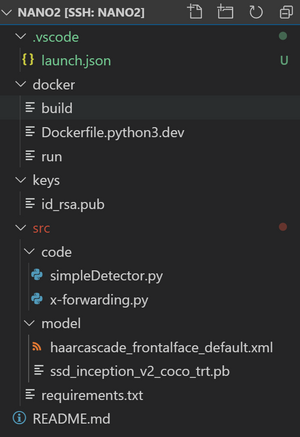 NANO2 [SSH: NANO2]
.vscode
{} launch.json U
docker
build
Dockerfile.python3.dev
run
keys
id_rsa.pub
src
code
simpleDetector.py
x-forwarding.py
model
haarcascade_frontalface_default.xml
ssd_inception_v2_coco_trt.pb
requirements.txt
README.md